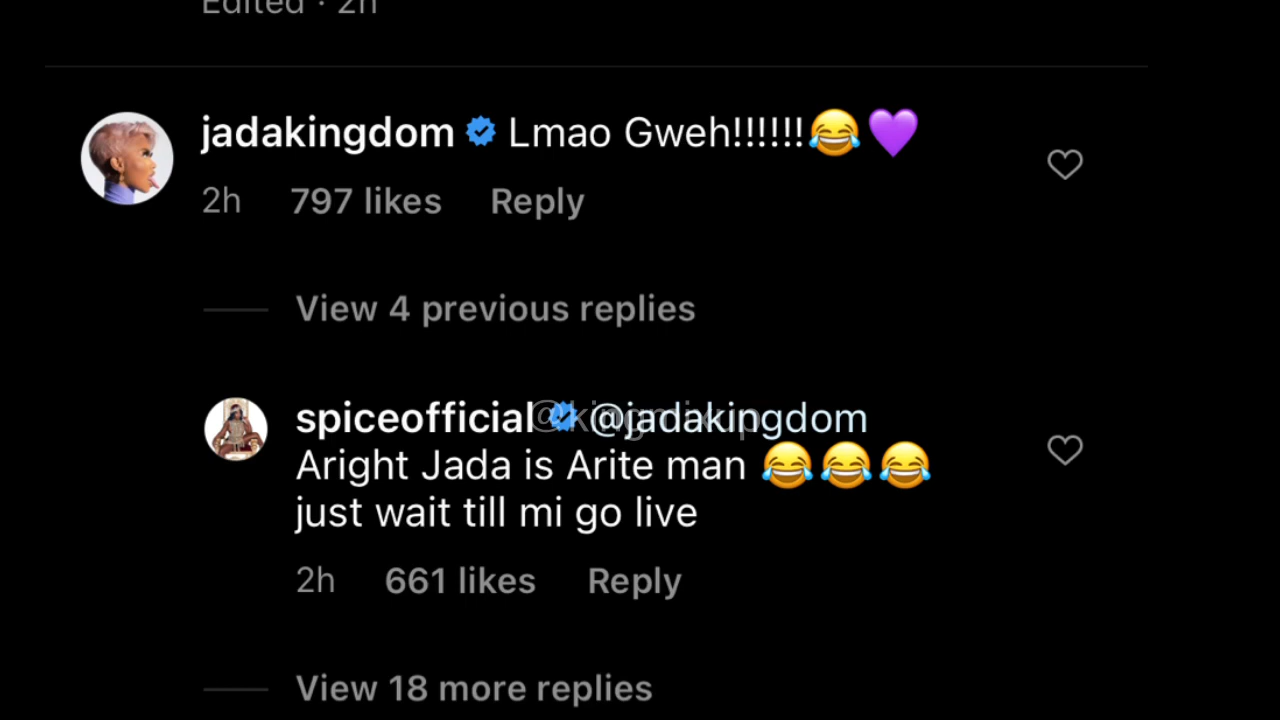 Edited · 2h
jadakingdom Lmao Gweh!!!!!!😂💜
2h 797 likes Reply
View 4 previous replies
spiceofficial @jadakingdom
@kingmixup
Aright Jada is Arite man 😂😂😂
just wait till mi go live
2h 661 likes Reply
View 18 more replies